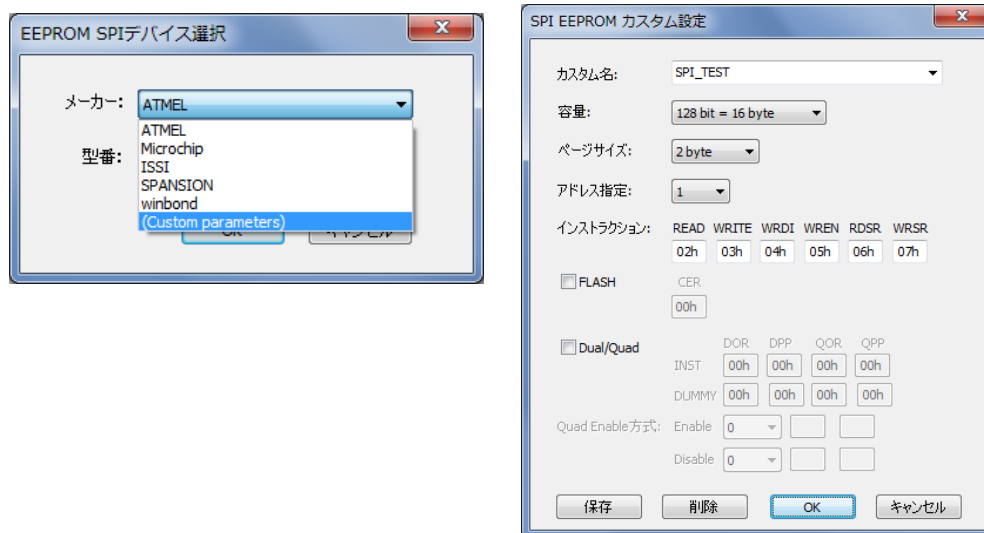 EEPROM SPIデバイス選択
メーカー: ATMEL
ATMEL
Microchip
型番:
ISSI
SPANSION
winbond
(Custom parameters)
OK キャンセル
SPI EEPROM カスタム設定
カスタム名: SPI_TEST
容量: 128 bit = 16 byte
ページサイズ: 2 byte
アドレス指定: 1
インストラクション: READ WRITE WRDI WREN RDSR WRSR
02h 03h 04h 05h 06h 07h
FLASH CER
00h
Dual/Quad DOR DPP QOR QPP
INST 00h 00h 00h 00h
DUMMY 00h 00h 00h 00h
Quad Enable方式: Enable 0
Disable 0
保存 削除 OK キャンセル